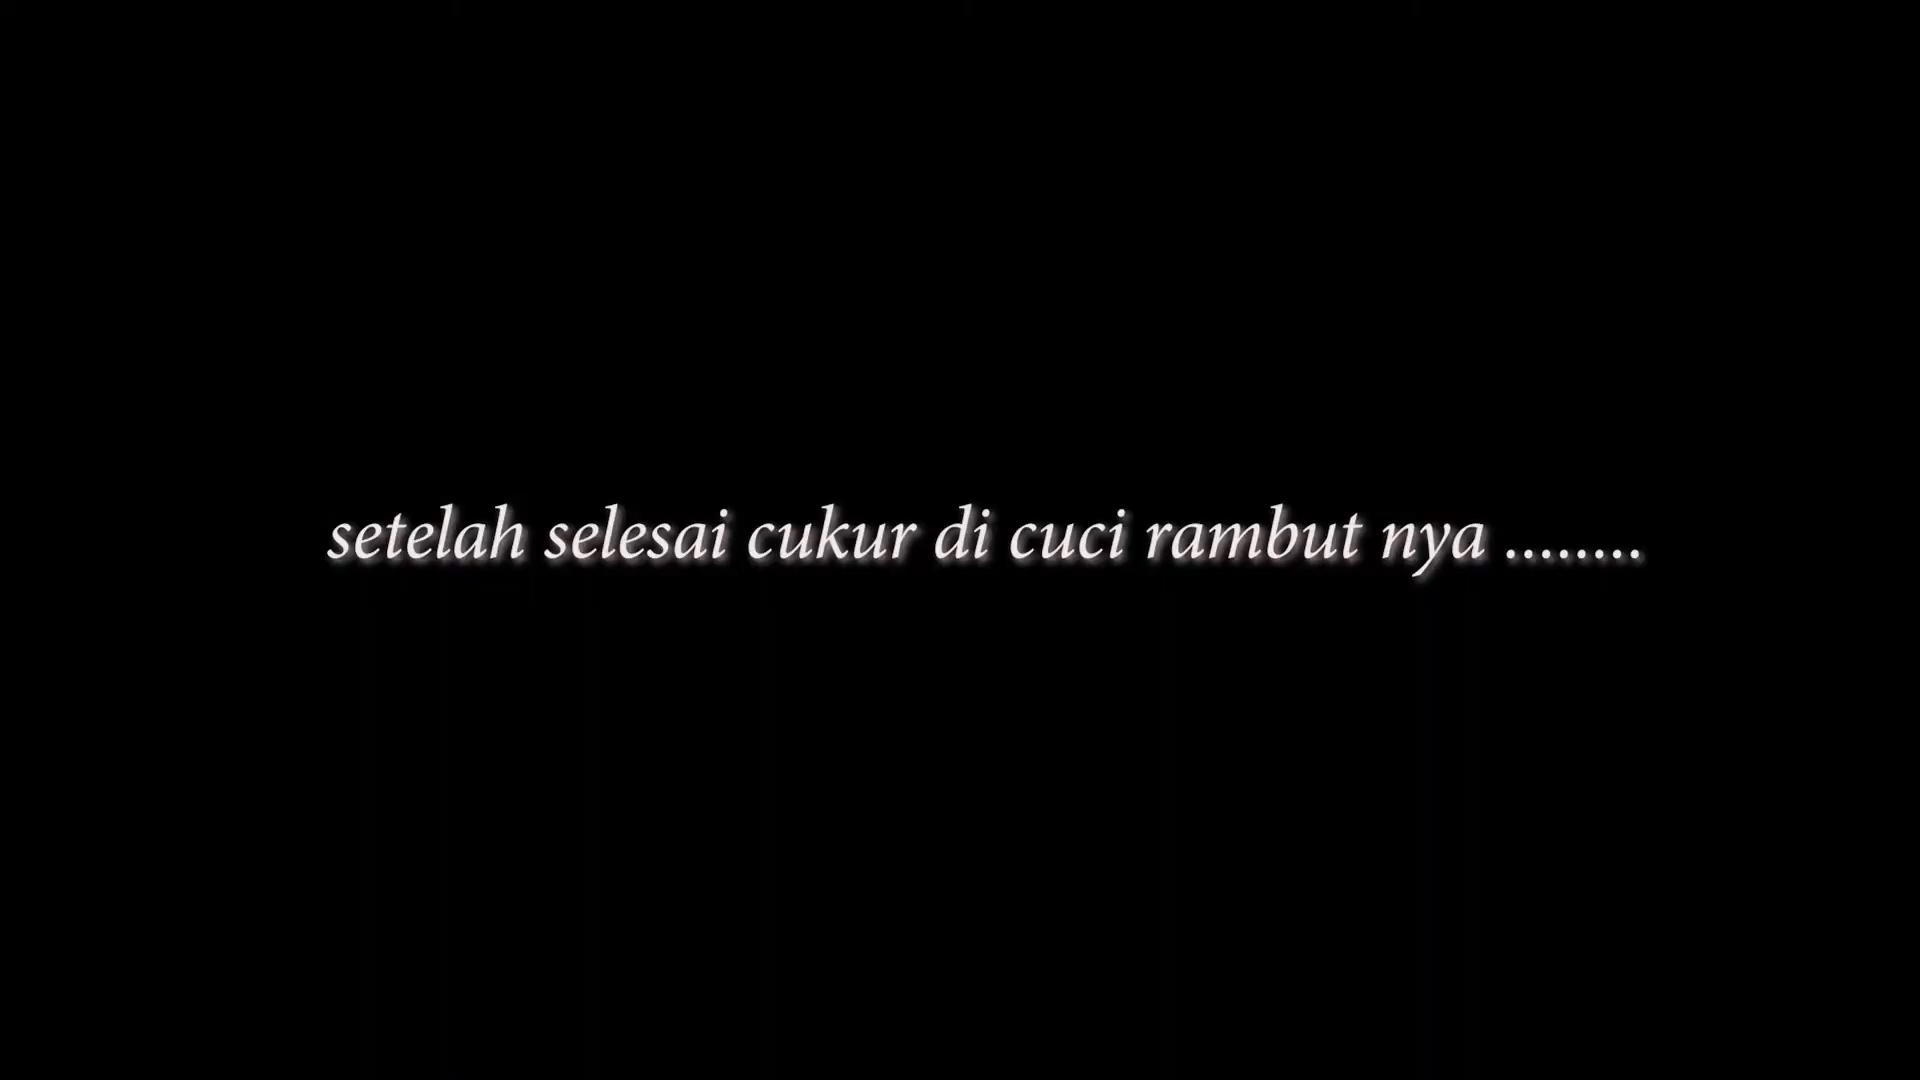 setelah selesai cukur di cuci rambut nya ........